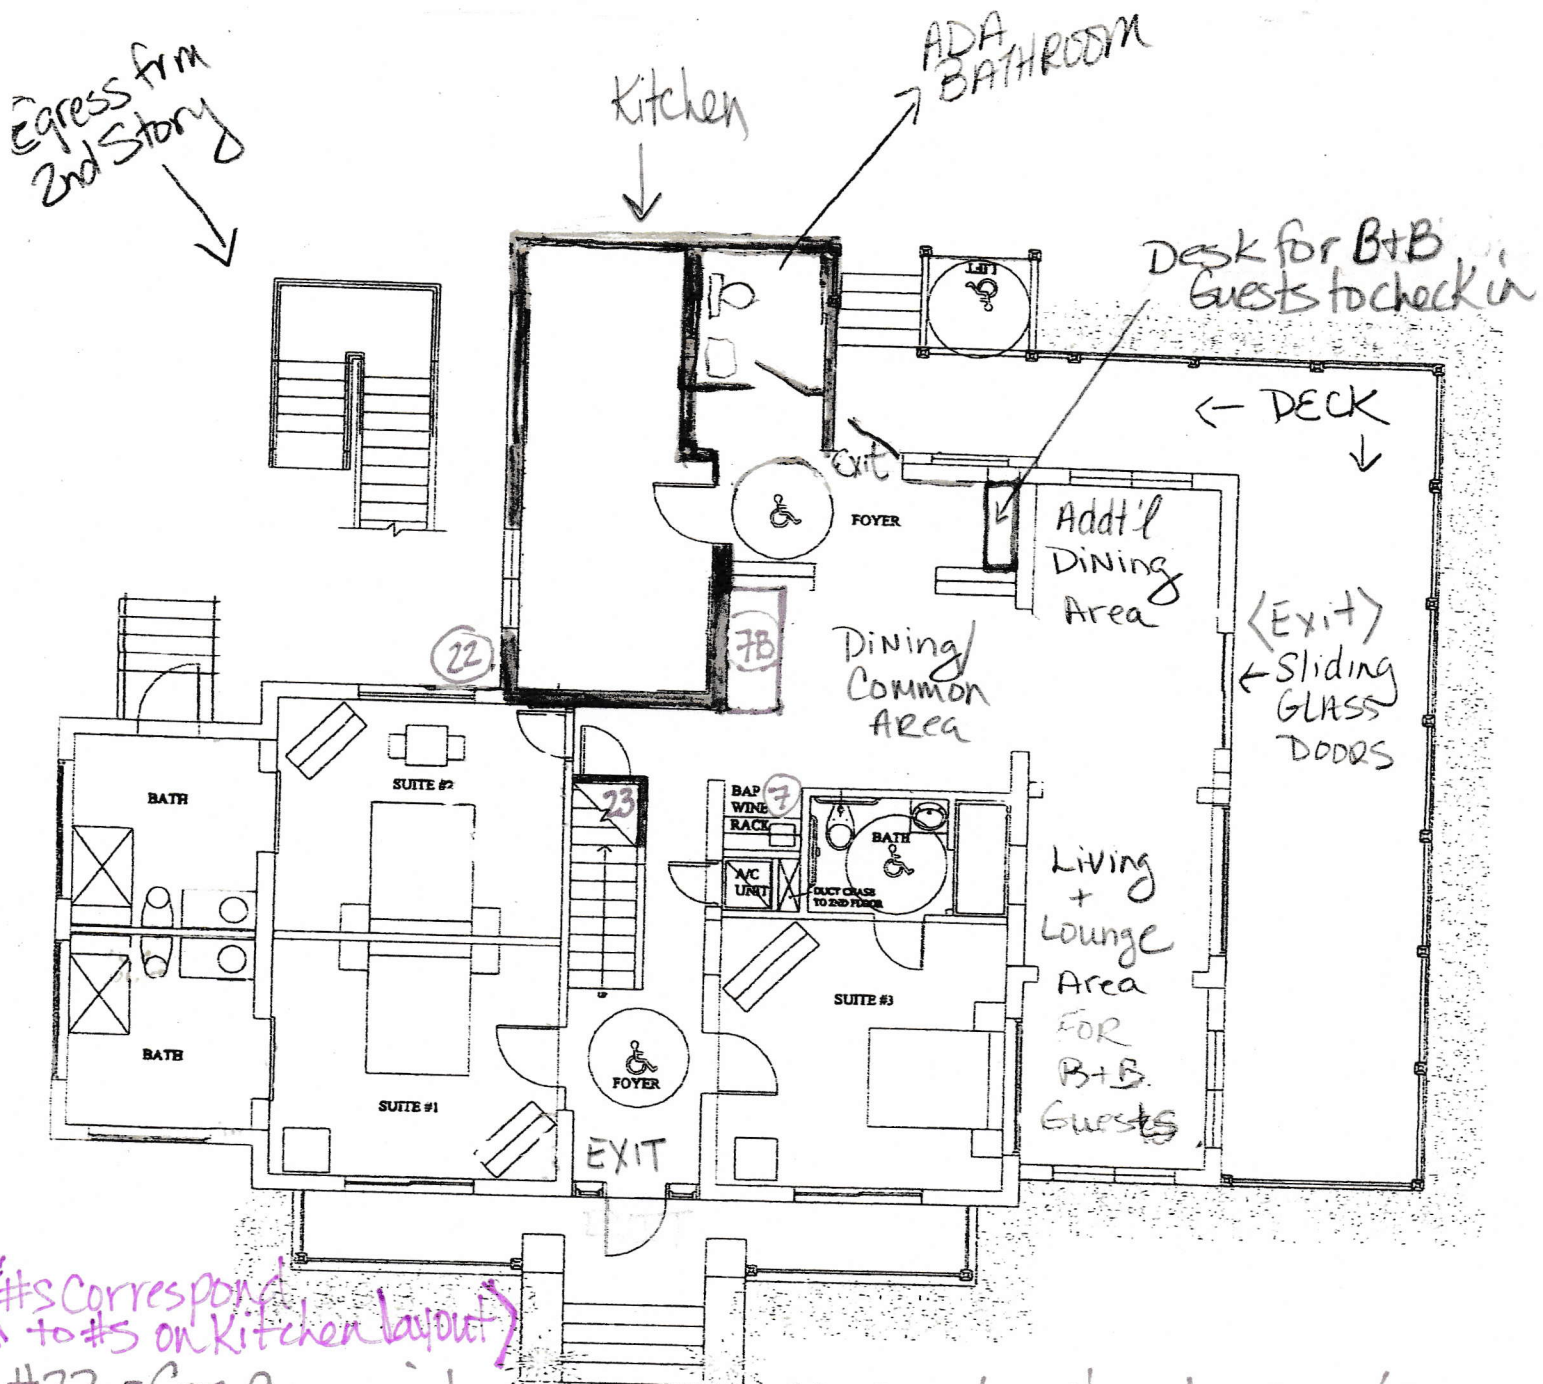 Egress from
2nd Story
Kitchen
ADA
BATHROOM
Desk for B+B
Guests to check in
LIFT
← DECK
Exit
FOYER
Addt'l
Dining
Area
<Exit>
←Sliding
GLASS
DOORS
22
7B
Dining/
Common
Area
BATH
SUITE #2
23
BAR
WINE
RACK
7
BATH
A/C
UNIT
DUCT CHASE
TO 2ND FLOOR
Living
+
Lounge
Area
FOR
B+B
Guests
UP
SUITE #3
BATH
FOYER
SUITE #1
EXIT
(#s Correspond
to #s on Kitchen layout)